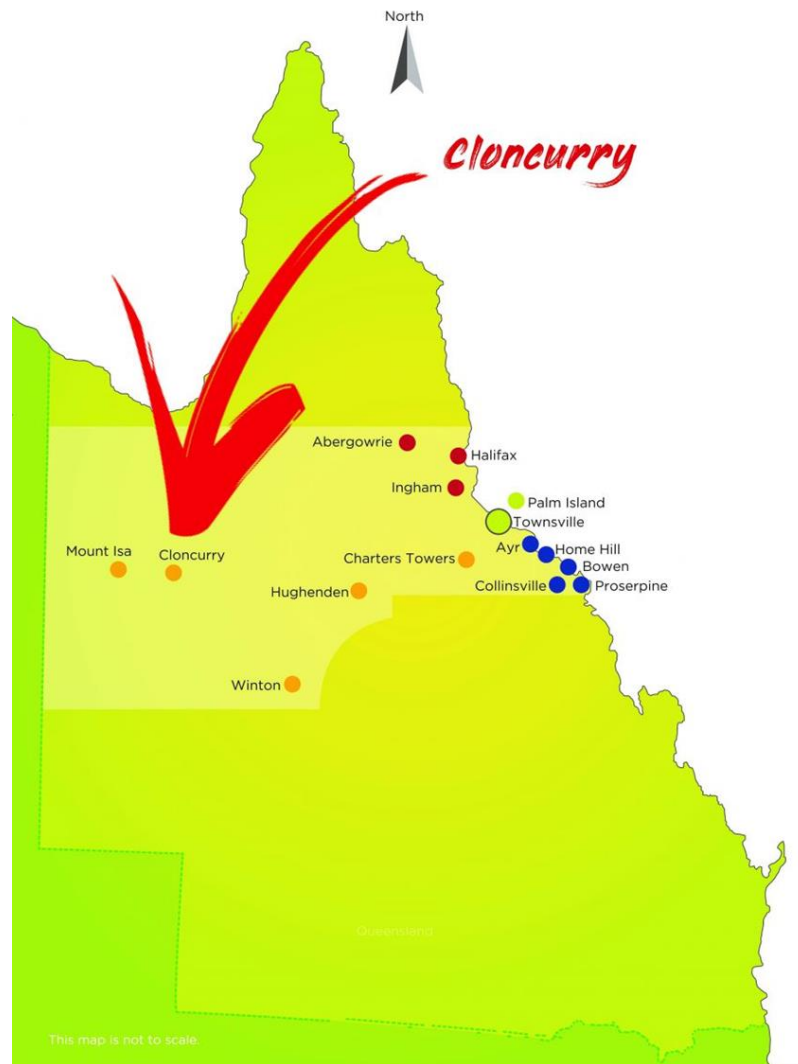 North
Cloncurry
Abergowrie
Halifax
Ingham
Palm Island
Townsville
Mount Isa
Cloncurry
Charters Towers
Ayr
Home Hill
Bowen
Hughenden
Collinsville
Proserpine
Winton
Queensland
This map is not to scale.